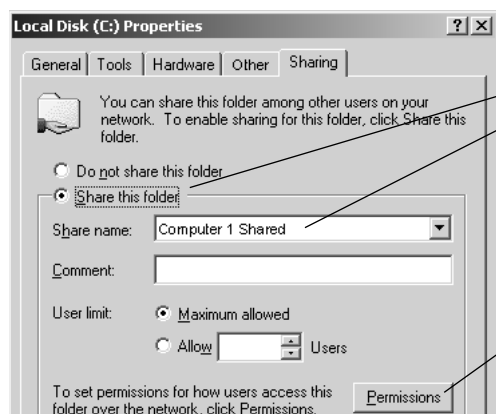 Local Disk (C:) Properties
General Tools Hardware Other Sharing
You can share this folder among other users on your
network. To enable sharing for this folder, click Share this
folder.
Do not share this folder
Share this folder
Share name: Computer 1 Shared
Comment:
User limit: Maximum allowed
Allow Users
To set permissions for how users access this
folder over the network, click Permissions.
Permissions